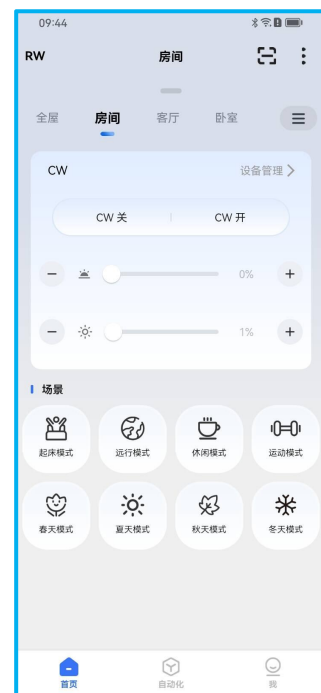 09:44
RW 房间
全屋 房间 客厅 卧室
CW 设备管理
CW 关 CW 开
0%
1%
场景
起床模式 远行模式 休闲模式 运动模式
春天模式 夏天模式 秋天模式 冬天模式
首页 自动化 我